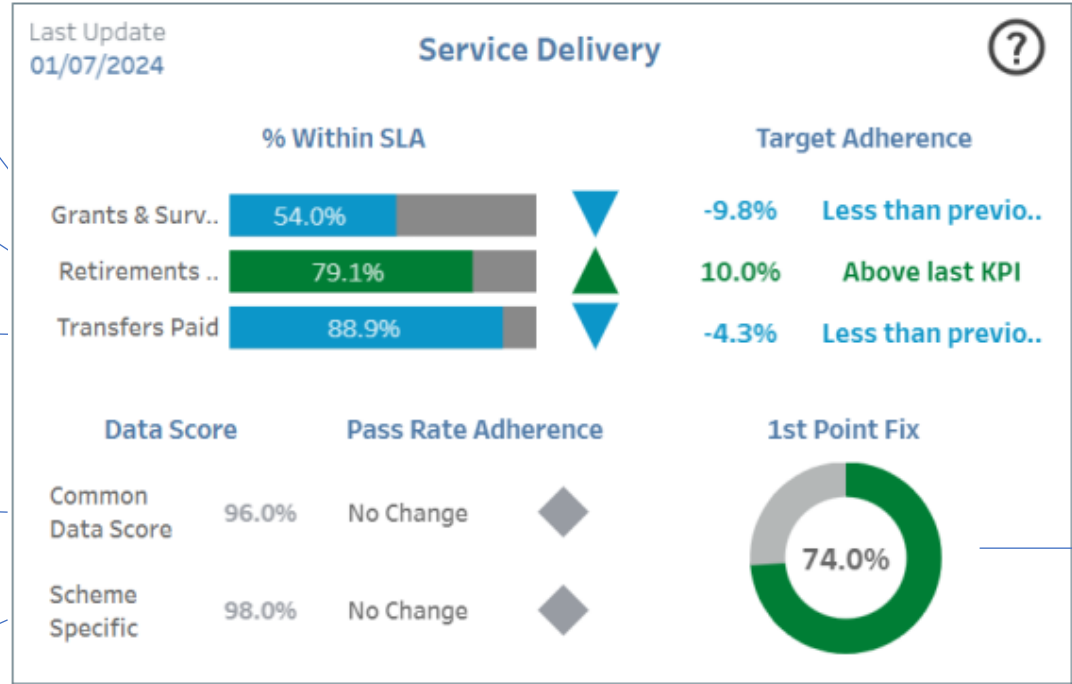 Last Update
01/07/2024
Service Delivery
?
% Within SLA
Target Adherence
Grants & Surv..
54.0%
-9.8%
Less than previo..
Retirements ..
79.1%
10.0%
Above last KPI
Transfers Paid
88.9%
-4.3%
Less than previo..
Data Score
Pass Rate Adherence
1st Point Fix
Common
Data Score
96.0%
No Change
74.0%
Scheme
Specific
98.0%
No Change